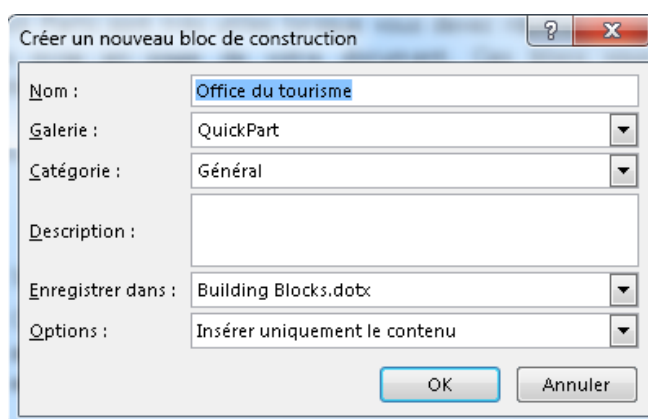 Créer un nouveau bloc de construction
Nom : Office du tourisme
Galerie : QuickPart
Catégorie : Général
Description :
Enregistrer dans : Building Blocks.dotx
Options : Insérer uniquement le contenu
OK Annuler